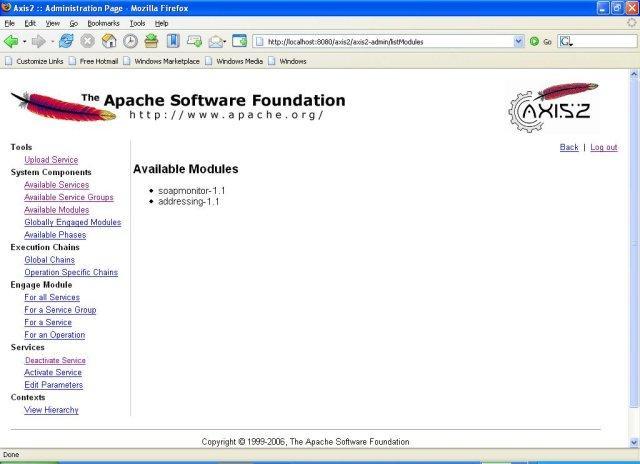 Axis2 :: Administration Page - Mozilla Firefox
File Edit View Go Bookmarks Tools Help
http://localhost:8080/axis2/axis2-admin/listModules
Go
G
Customize Links Free Hotmail Windows Marketplace Windows Media Windows
The Apache Software Foundation
http://www.apache.org/
AXIS2
Back | Log out
Tools
Upload Service
System Components
Available Services
Available Service Groups
Available Modules
Globally Engaged Modules
Available Phases
Execution Chains
Global Chains
Operation Specific Chains
Engage Module
For all Services
For a Service Group
For a Service
For an Operation
Services
Deactivate Service
Activate Service
Edit Parameters
Contexts
View Hierarchy
Available Modules
soapmonitor-1.1
addressing-1.1
Copyright © 1999-2006, The Apache Software Foundation
Done